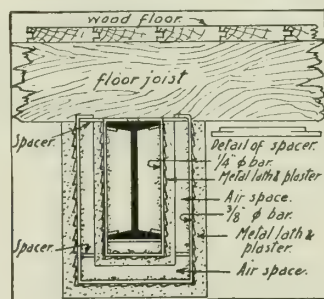 wood floor.
floor joist
Spacer.
Detail of spacer.
1/4" ϕ bar.
Metal lath & plaster
Air space.
3/8 ϕ bar.
Metal lath &
plaster.
Spacer.
Air space.